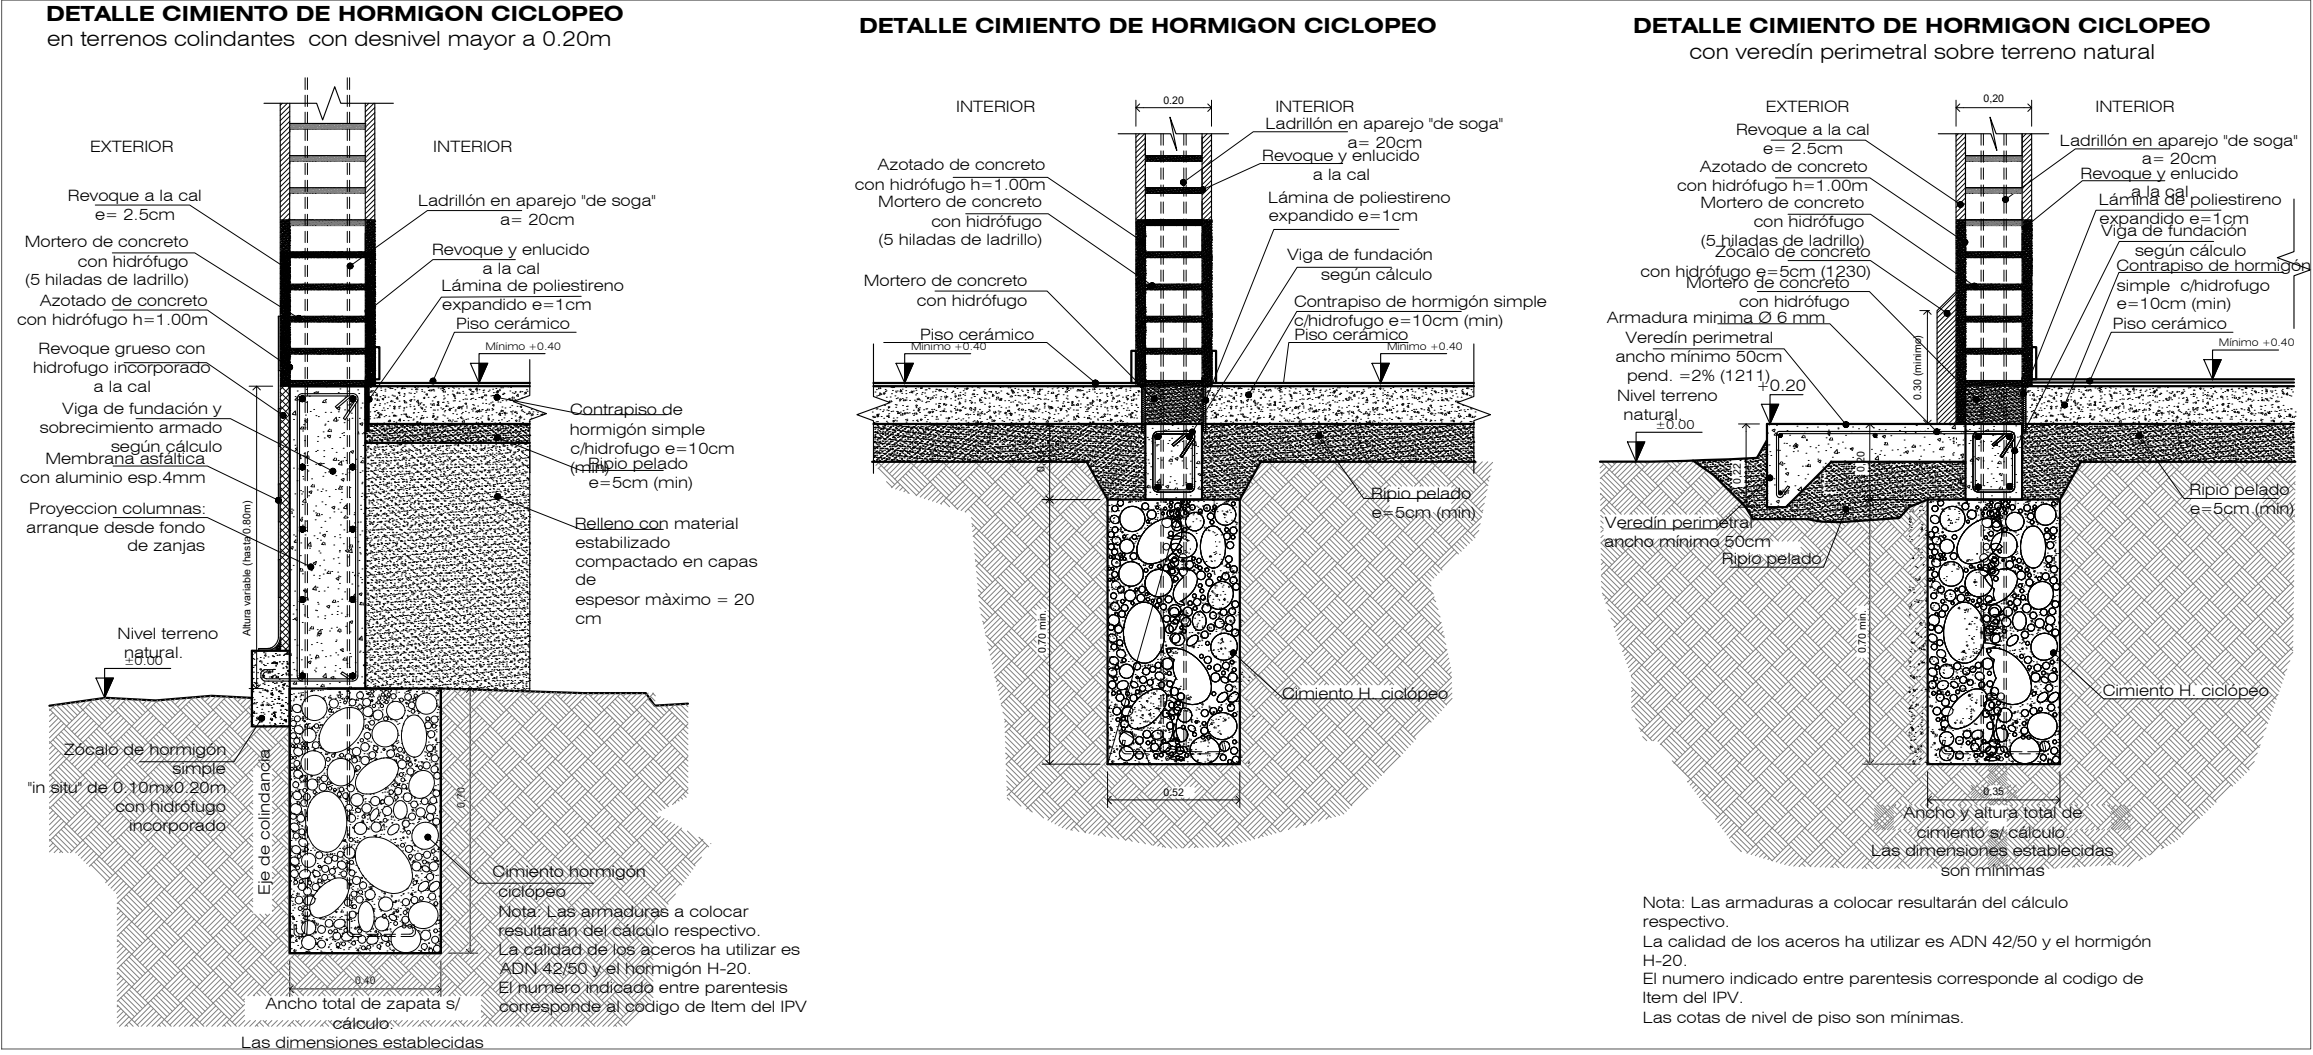 DETALLE CIMIENTO DE HORMIGON CICLOPEO
en terrenos colindantes con desnivel mayor a 0.20m
EXTERIOR
INTERIOR
Revoque a la cal
e= 2.5cm
Mortero de concreto
con hidrófugo
(5 hiladas de ladrillo)
Azotado de concreto
con hidrófugo h=1.00m
Revoque grueso con
hidrofugo incorporado
a la cal
Viga de fundación y
sobrecimiento armado
según cálculo
Membrana asfáltica
con aluminio esp.4mm
Proyeccion columnas:
arranque desde fondo
de zanjas
Altura variable (hasta 0.80m)
Nivel terreno
natural.
±0.00
Zócalo de hormigón
simple
"in situ" de 0.10mx0.20m
con hidrófugo
incorporado
Eje de colindancia
Ladrillón en aparejo "de soga"
a= 20cm
Revoque y enlucido
a la cal
Lámina de poliestireno
expandido e=1cm
Piso cerámico
Mínimo +0.40
Contrapiso de
hormigón simple
c/hidrofugo e=10cm
(min)
Ripio pelado
e=5cm (min)
Relleno con material
estabilizado
compactado en capas
de
espesor màximo = 20
cm
0,70
Cimiento hormigón
ciclópeo
Nota: Las armaduras a colocar
resultarán del cálculo respectivo.
La calidad de los aceros ha utilizar es
ADN 42/50 y el hormigón H-20.
El numero indicado entre parentesis
corresponde al codigo de Item del IPV
0,40
Ancho total de zapata s/
cálculo.
Las dimensiones establecidas
DETALLE CIMIENTO DE HORMIGON CICLOPEO
INTERIOR
0.20
INTERIOR
Azotado de concreto
con hidrófugo h=1.00m
Mortero de concreto
con hidrófugo
(5 hiladas de ladrillo)
Mortero de concreto
con hidrófugo
Piso cerámico
Mínimo +0.40
Ladrillón en aparejo "de soga"
a= 20cm
Revoque y enlucido
a la cal
Lámina de poliestireno
expandido e=1cm
Viga de fundación
según cálculo
Contrapiso de hormigón simple
c/hidrofugo e=10cm (min)
Piso cerámico
Mínimo +0.40
Ripio pelado
e=5cm (min)
0.70 min.
Cimiento H. ciclópeo
0.52
DETALLE CIMIENTO DE HORMIGON CICLOPEO
con veredín perimetral sobre terreno natural
EXTERIOR
0,20
INTERIOR
Revoque a la cal
e= 2.5cm
Azotado de concreto
con hidrófugo h=1.00m
Mortero de concreto
con hidrófugo
(5 hiladas de ladrillo)
Zócalo de concreto
con hidrófugo e=5cm (1230)
Mortero de concreto
con hidrófugo
Armadura minima Ø 6 mm
Veredín perimetral
ancho mínimo 50cm
pend. =2% (1211)
+0.20
Nivel terreno
natural.
±0.00
0.30 (mínimo)
0.22
0.20
Veredín perimetral
ancho mínimo 50cm
Ripio pelado
Ladrillón en aparejo "de soga"
a= 20cm
Revoque y enlucido
a la cal
Lámina de poliestireno
expandido e=1cm
Viga de fundación
según cálculo
Contrapiso de hormigón
simple c/hidrofugo
e=10cm (min)
Piso cerámico
Mínimo +0.40
Ripio pelado
e=5cm (min)
0.70 min.
Cimiento H. ciclópeo
0.35
Ancho y altura total de
cimiento s/ cálculo.
Las dimensiones establecidas
son mínimas
Nota: Las armaduras a colocar resultarán del cálculo
respectivo.
La calidad de los aceros ha utilizar es ADN 42/50 y el hormigón
H-20.
El numero indicado entre parentesis corresponde al codigo de
Item del IPV.
Las cotas de nivel de piso son mínimas.